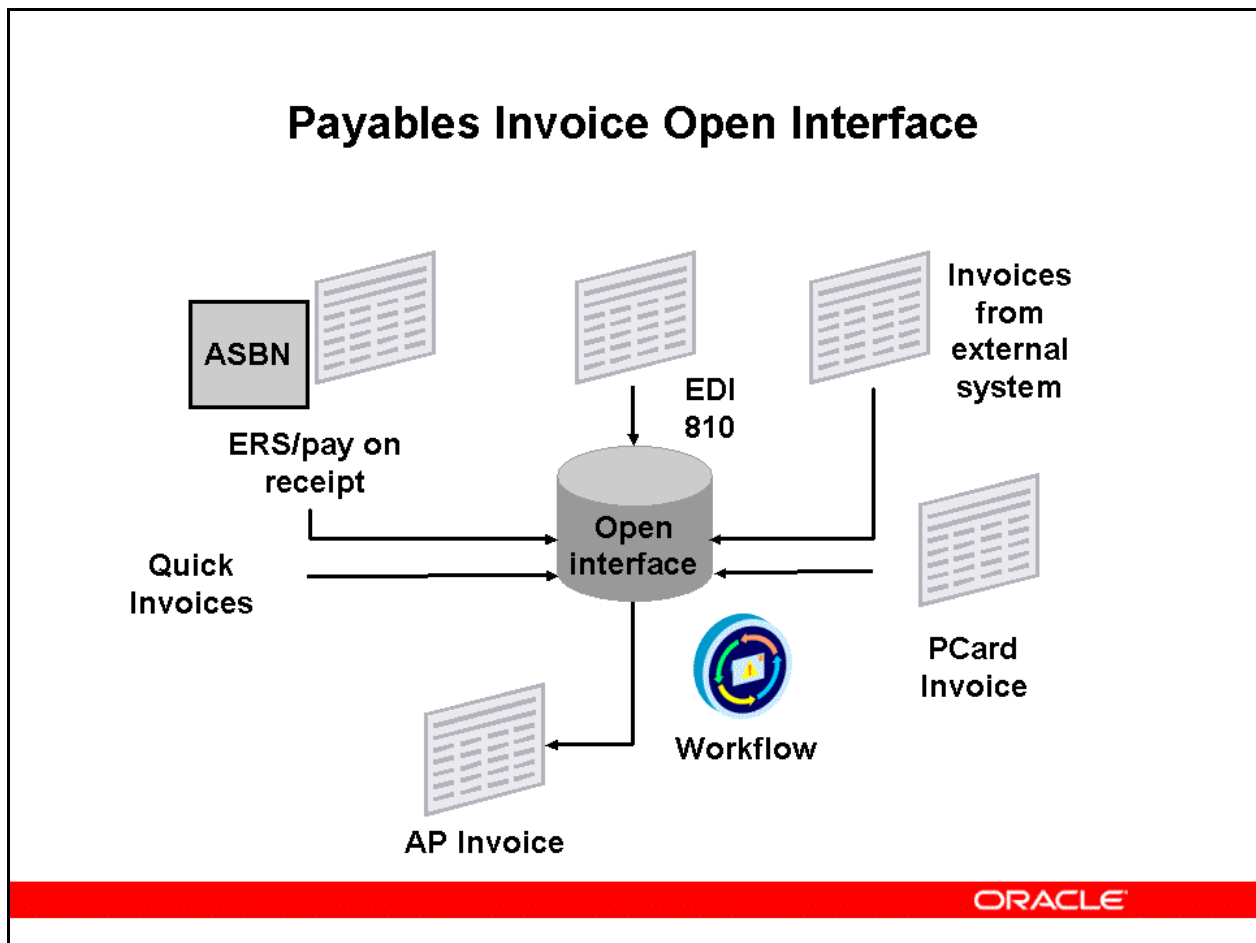 Payables Invoice Open Interface
ASBN
ERS/pay on
receipt
EDI
810
Invoices
from
external
system
Quick
Invoices
Open
interface
PCard
Invoice
Workflow
AP Invoice
ORACLE